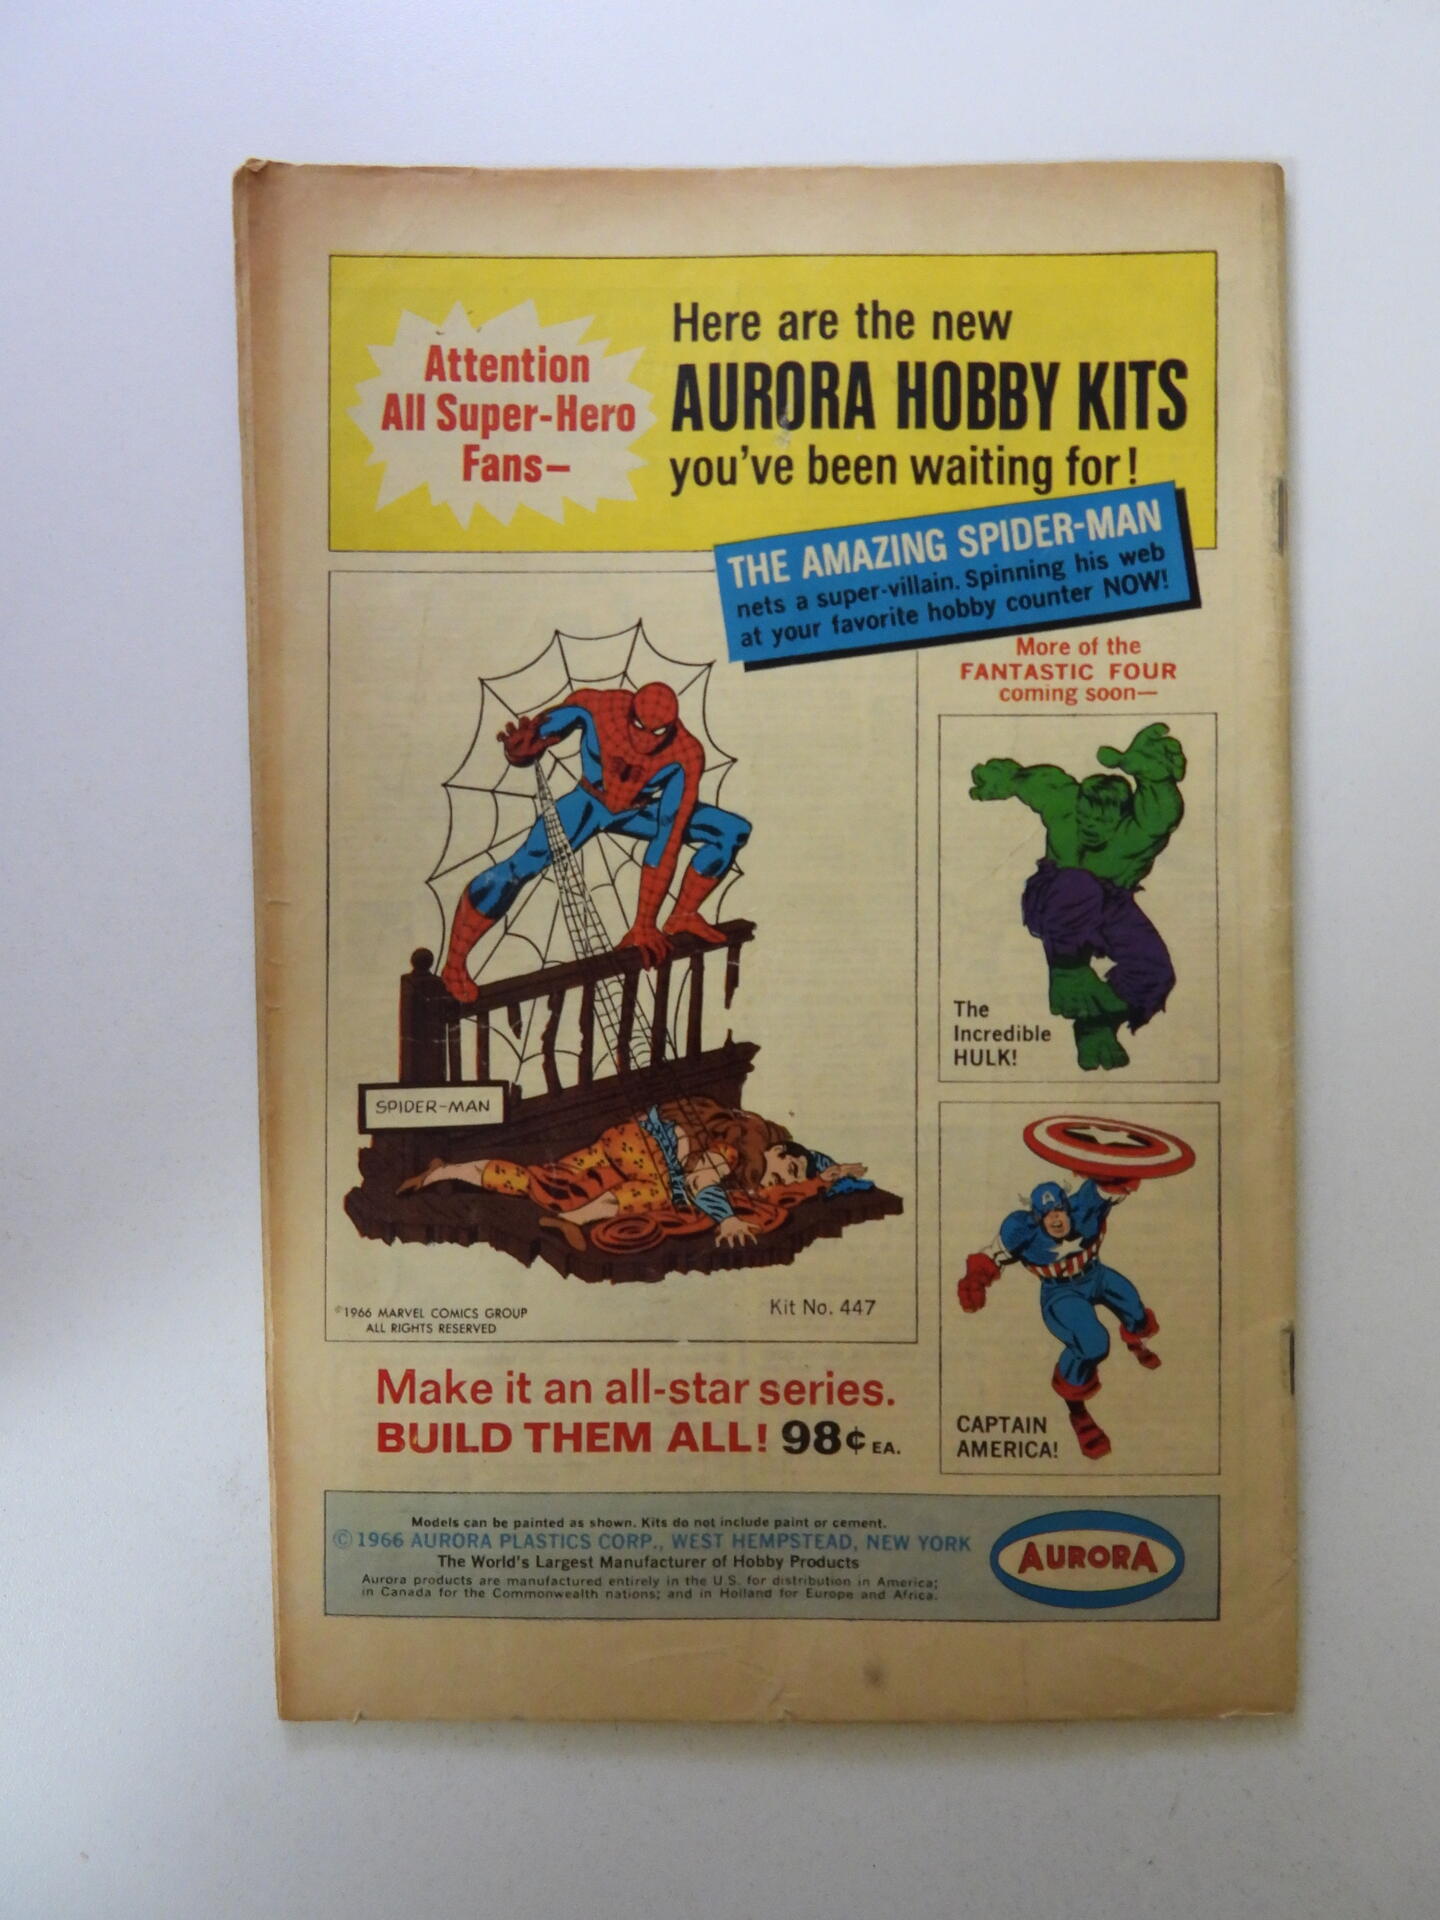 Attention
All Super-Hero
Fans—
Here are the new
AURORA HOBBY KITS
you've been waiting for!
THE AMAZING SPIDER-MAN
nets a super-villain. Spinning his web
at your favorite hobby counter NOW!
More of the
FANTASTIC FOUR
coming soon—
The
Incredible
HULK!
SPIDER-MAN
©1966 MARVEL COMICS GROUP
ALL RIGHTS RESERVED
Kit No. 447
CAPTAIN
AMERICA!
Make it an all-star series.
BUILD THEM ALL! 98¢ EA.
Models can be painted as shown. Kits do not include paint or cement.
© 1966 AURORA PLASTICS CORP., WEST HEMPSTEAD, NEW YORK
The World's Largest Manufacturer of Hobby Products
Aurora products are manufactured entirely in the U.S. for distribution in America;
in Canada for the Commonwealth nations; and in Holland for Europe and Africa.
AURORA